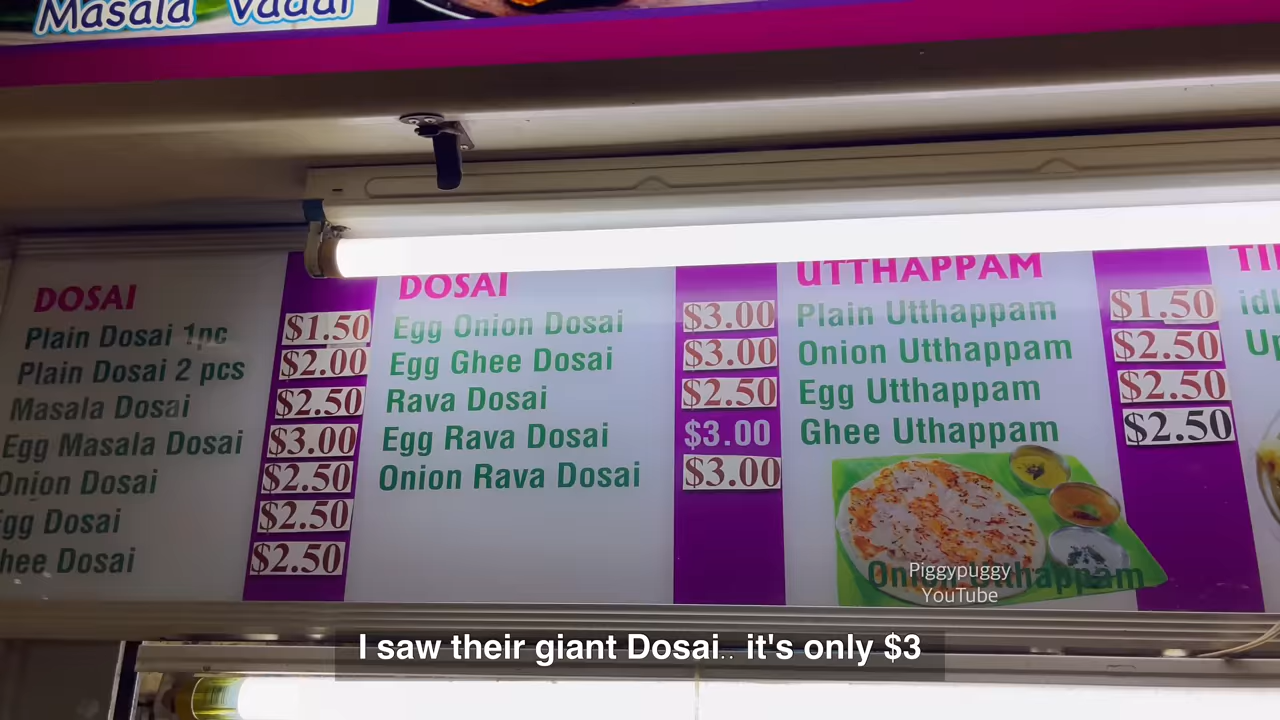 Masala Vadai
DOSAI
Plain Dosai 1pc $1.50
Plain Dosai 2 pcs $2.00
Masala Dosai $2.50
Egg Masala Dosai $3.00
Onion Dosai $2.50
Egg Dosai $2.50
hee Dosai $2.50
DOSAI
Egg Onion Dosai $3.00
Egg Ghee Dosai $3.00
Rava Dosai $2.50
Egg Rava Dosai $3.00
Onion Rava Dosai $3.00
UTTHAPPAM
Plain Utthappam $1.50
Onion Utthappam $2.50
Egg Utthappam $2.50
Ghee Uthappam $2.50
Onion Utthappam
Piggypuggy
YouTube
I saw their giant Dosai.. it's only $3